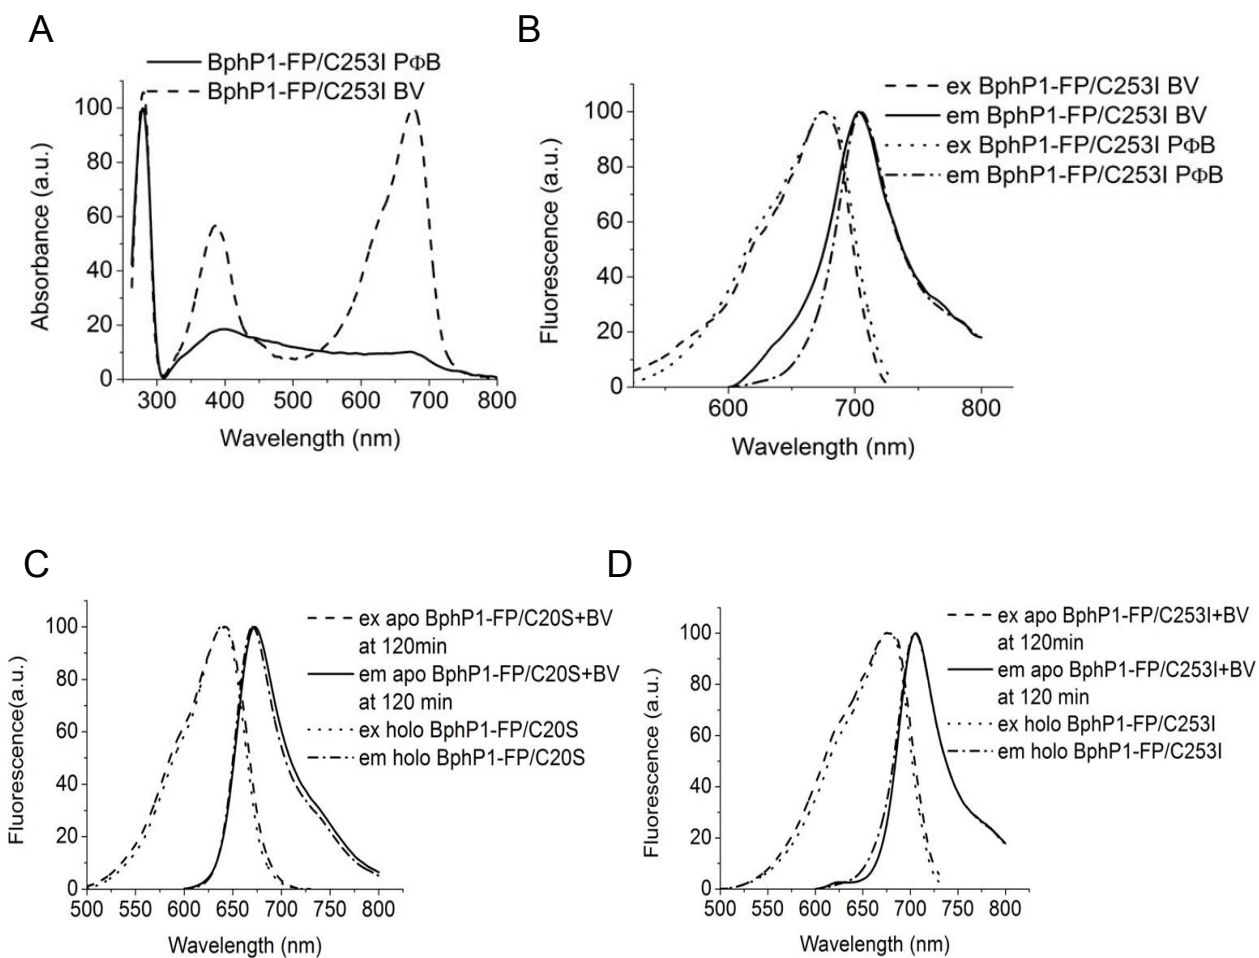 A
BphP1-FP/C253I PΦB
BphP1-FP/C253I BV
Absorbance (a.u.)
100
80
60
40
20
0
300 400 500 600 700 800
Wavelength (nm)
B
ex BphP1-FP/C253I BV
em BphP1-FP/C253I BV
ex BphP1-FP/C253I PΦB
em BphP1-FP/C253I PΦB
Fluorescence (a.u.)
100
80
60
40
20
0
600 700 800
Wavelength (nm)
C
ex apo BphP1-FP/C20S+BV
at 120min
em apo BphP1-FP/C20S+BV
at 120 min
ex holo BphP1-FP/C20S
em holo BphP1-FP/C20S
Fluorescence(a.u.)
100
80
60
40
20
0
500 550 600 650 700 750 800
Wavelength (nm)
D
ex apo BphP1-FP/C253I+BV
at 120min
em apo BphP1-FP/C253I+BV
at 120 min
ex holo BphP1-FP/C253I
em holo BphP1-FP/C253I
Fluorescence (a.u.)
100
80
60
40
20
0
500 550 600 650 700 750 800
Wavelength (nm)